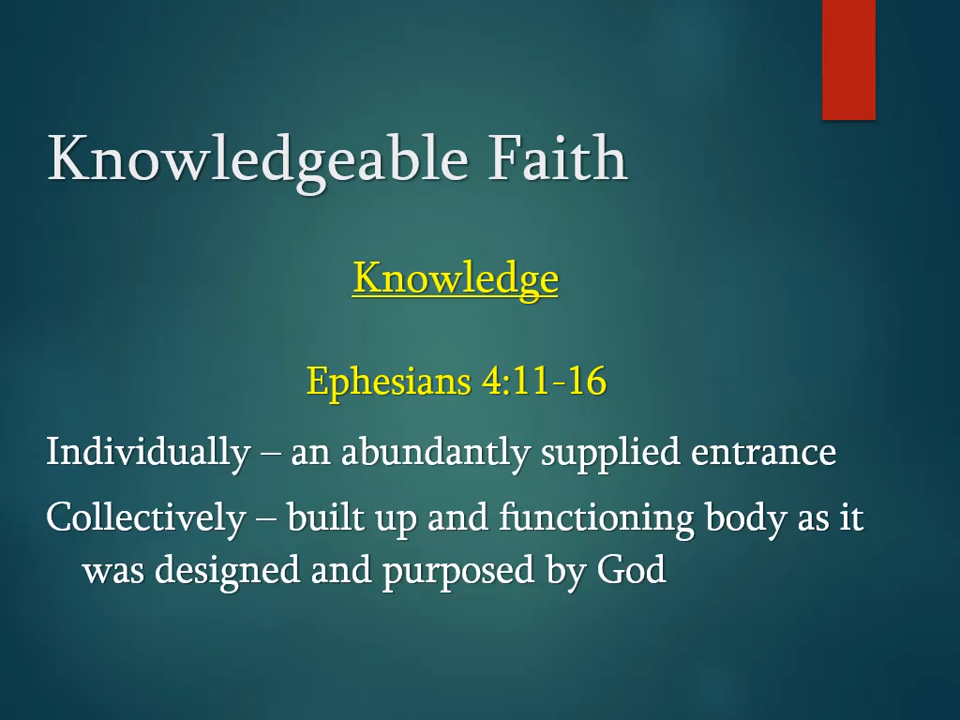 Knowledgeable Faith
Knowledge
Ephesians 4:11-16
Individually – an abundantly supplied entrance
Collectively – built up and functioning body as it
was designed and purposed by God